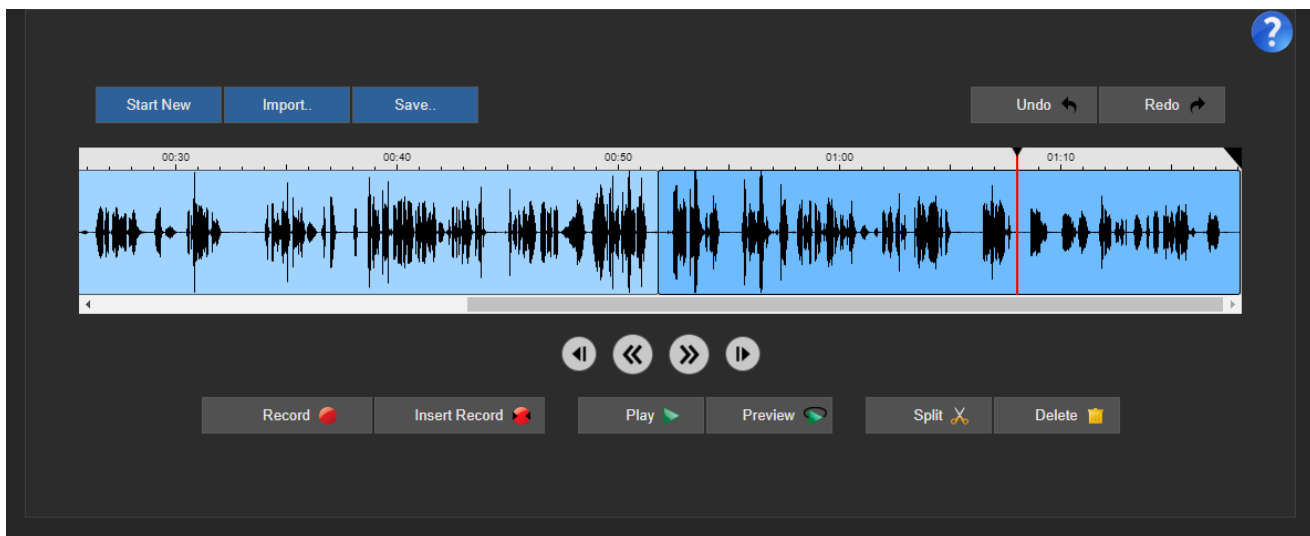 ?
Start New Import.. Save.. Undo Redo
00:30 00:40 00:50 01:00 01:10
Record Insert Record Play Preview Split Delete